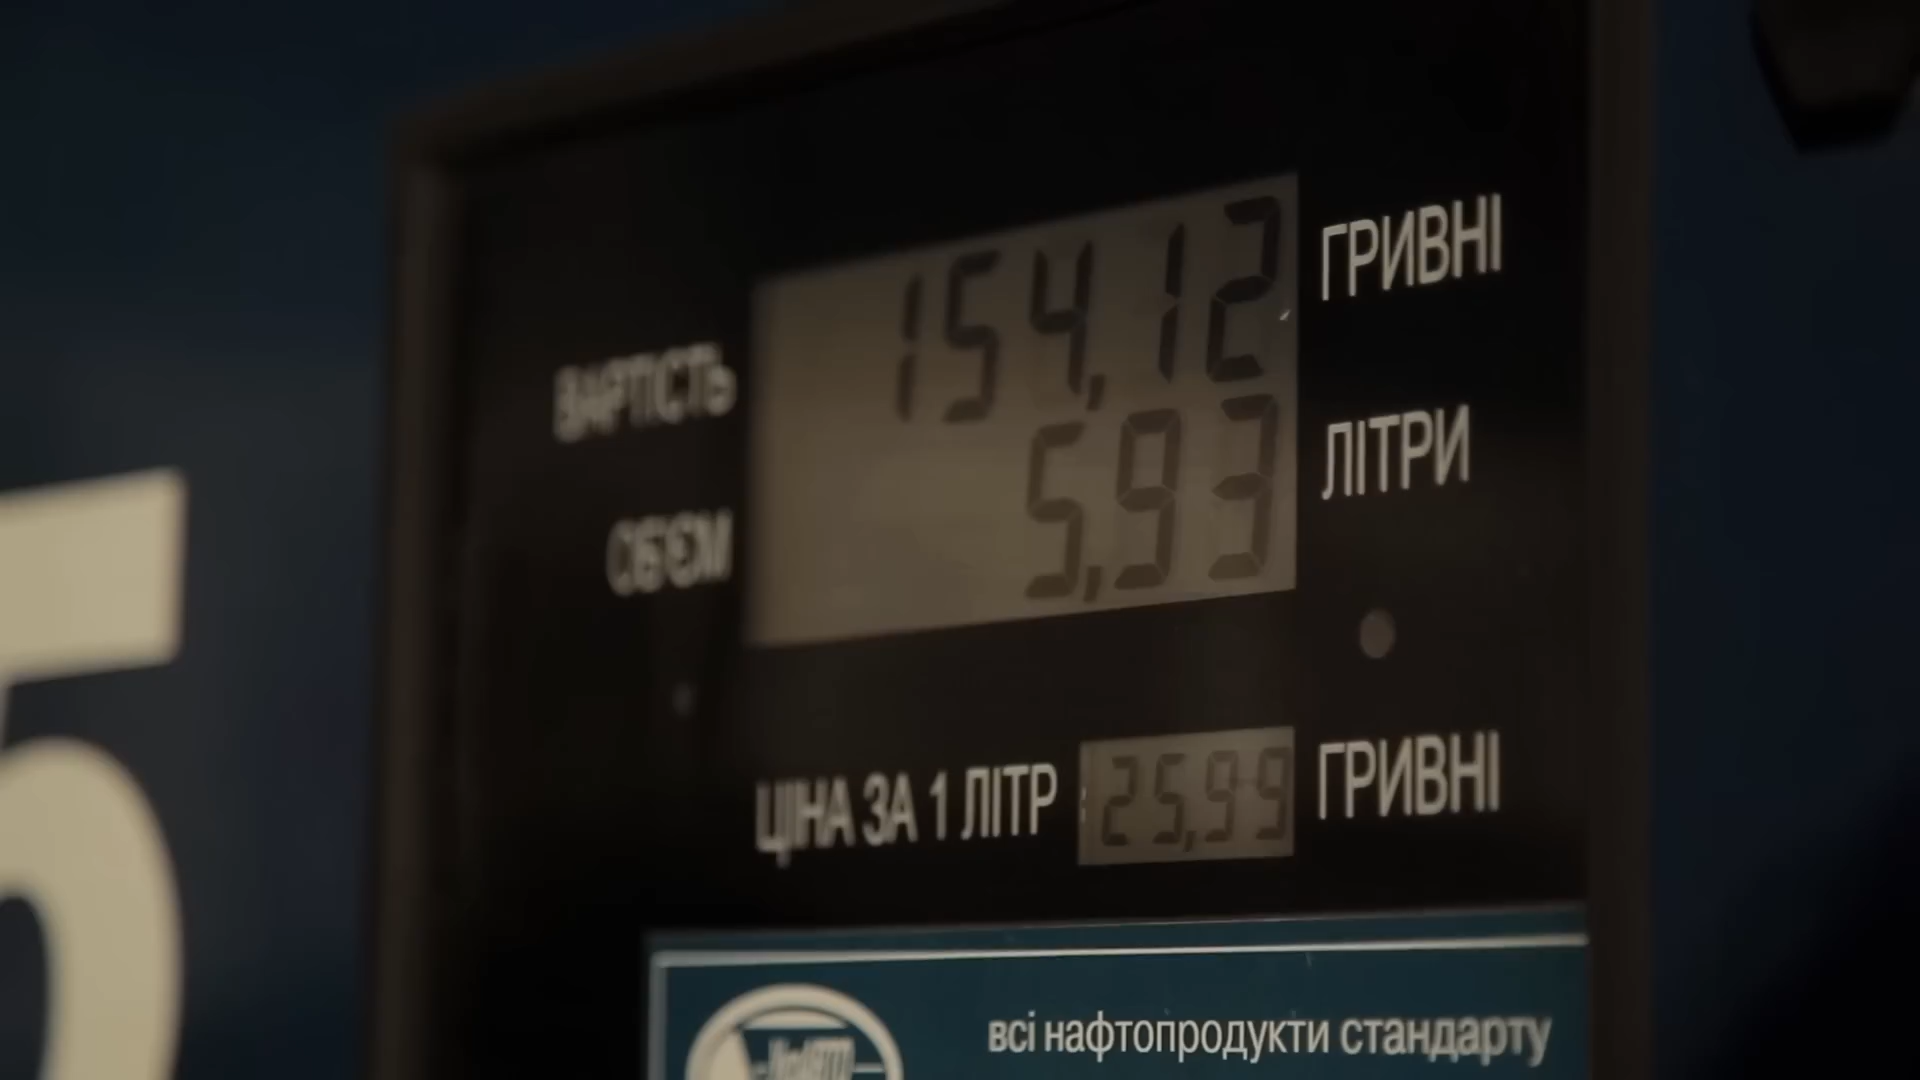 154,12 ГРИВНІ
ВАРТІСТЬ
5,93 ЛІТРИ
ОБ'ЄМ
ЦІНА ЗА 1 ЛІТР 25,99 ГРИВНІ
5
всі нафтопродукти стандарту